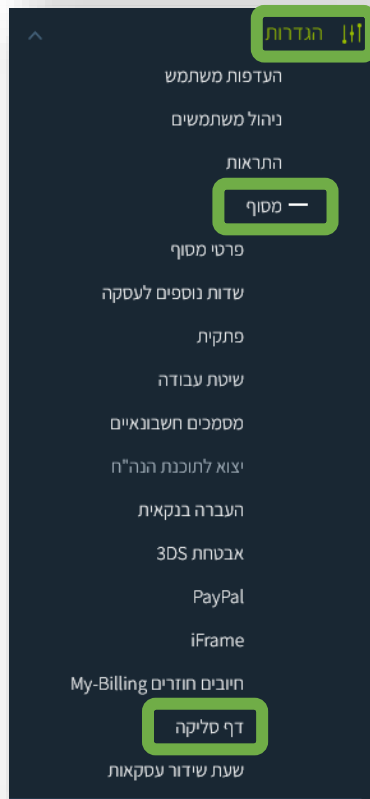 הגדרות
העדפות משתמש
ניהול משתמשים
התראות
מסוף
פרטי מסוף
שדות נוספים לעסקה
פתקית
שיטת עבודה
מסמכים חשבונאיים
יצוא לתוכנת הנה"ח
העברה בנקאית
אבטחת 3DS
PayPal
iFrame
חיובים חוזרים My-Billing
דף סליקה
שעת שידור עסקאות